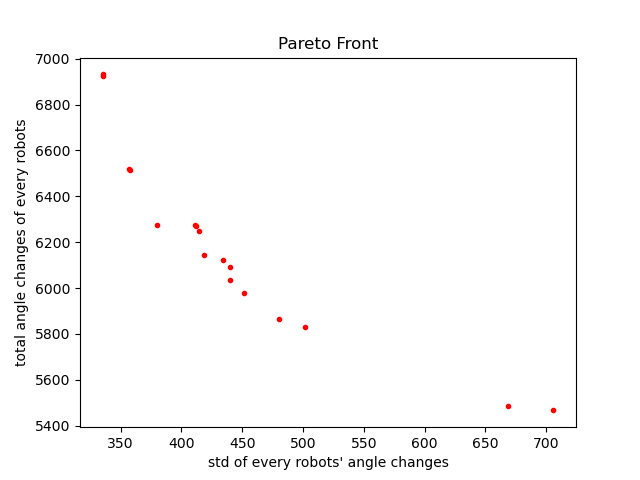 Pareto Front
total angle changes of every robots
7000
6800
6600
6400
6200
6000
5800
5600
5400
350 400 450 500 550 600 650 700
std of every robots' angle changes